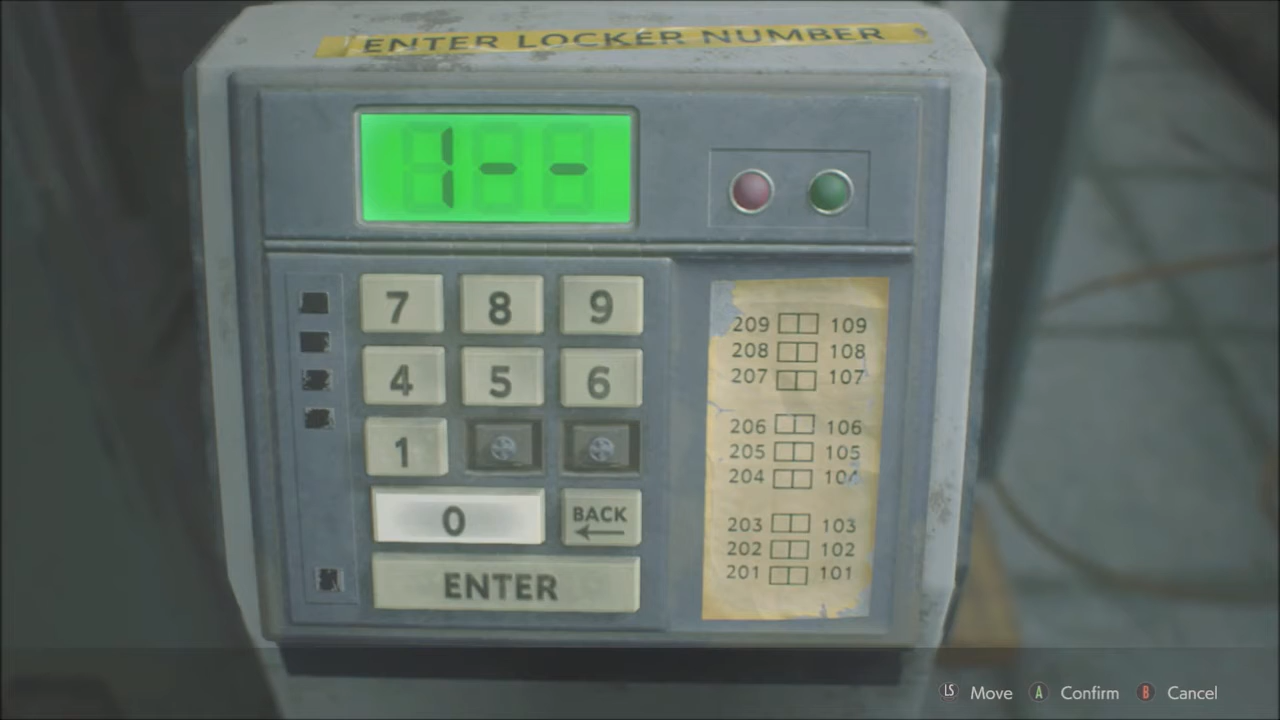 ENTER LOCKER NUMBER
1--
7 8 9
4 5 6
1
0 BACK
ENTER
209 109
208 108
207 107
206 106
205 105
204 104
203 103
202 102
201 101
LS Move A Confirm B Cancel